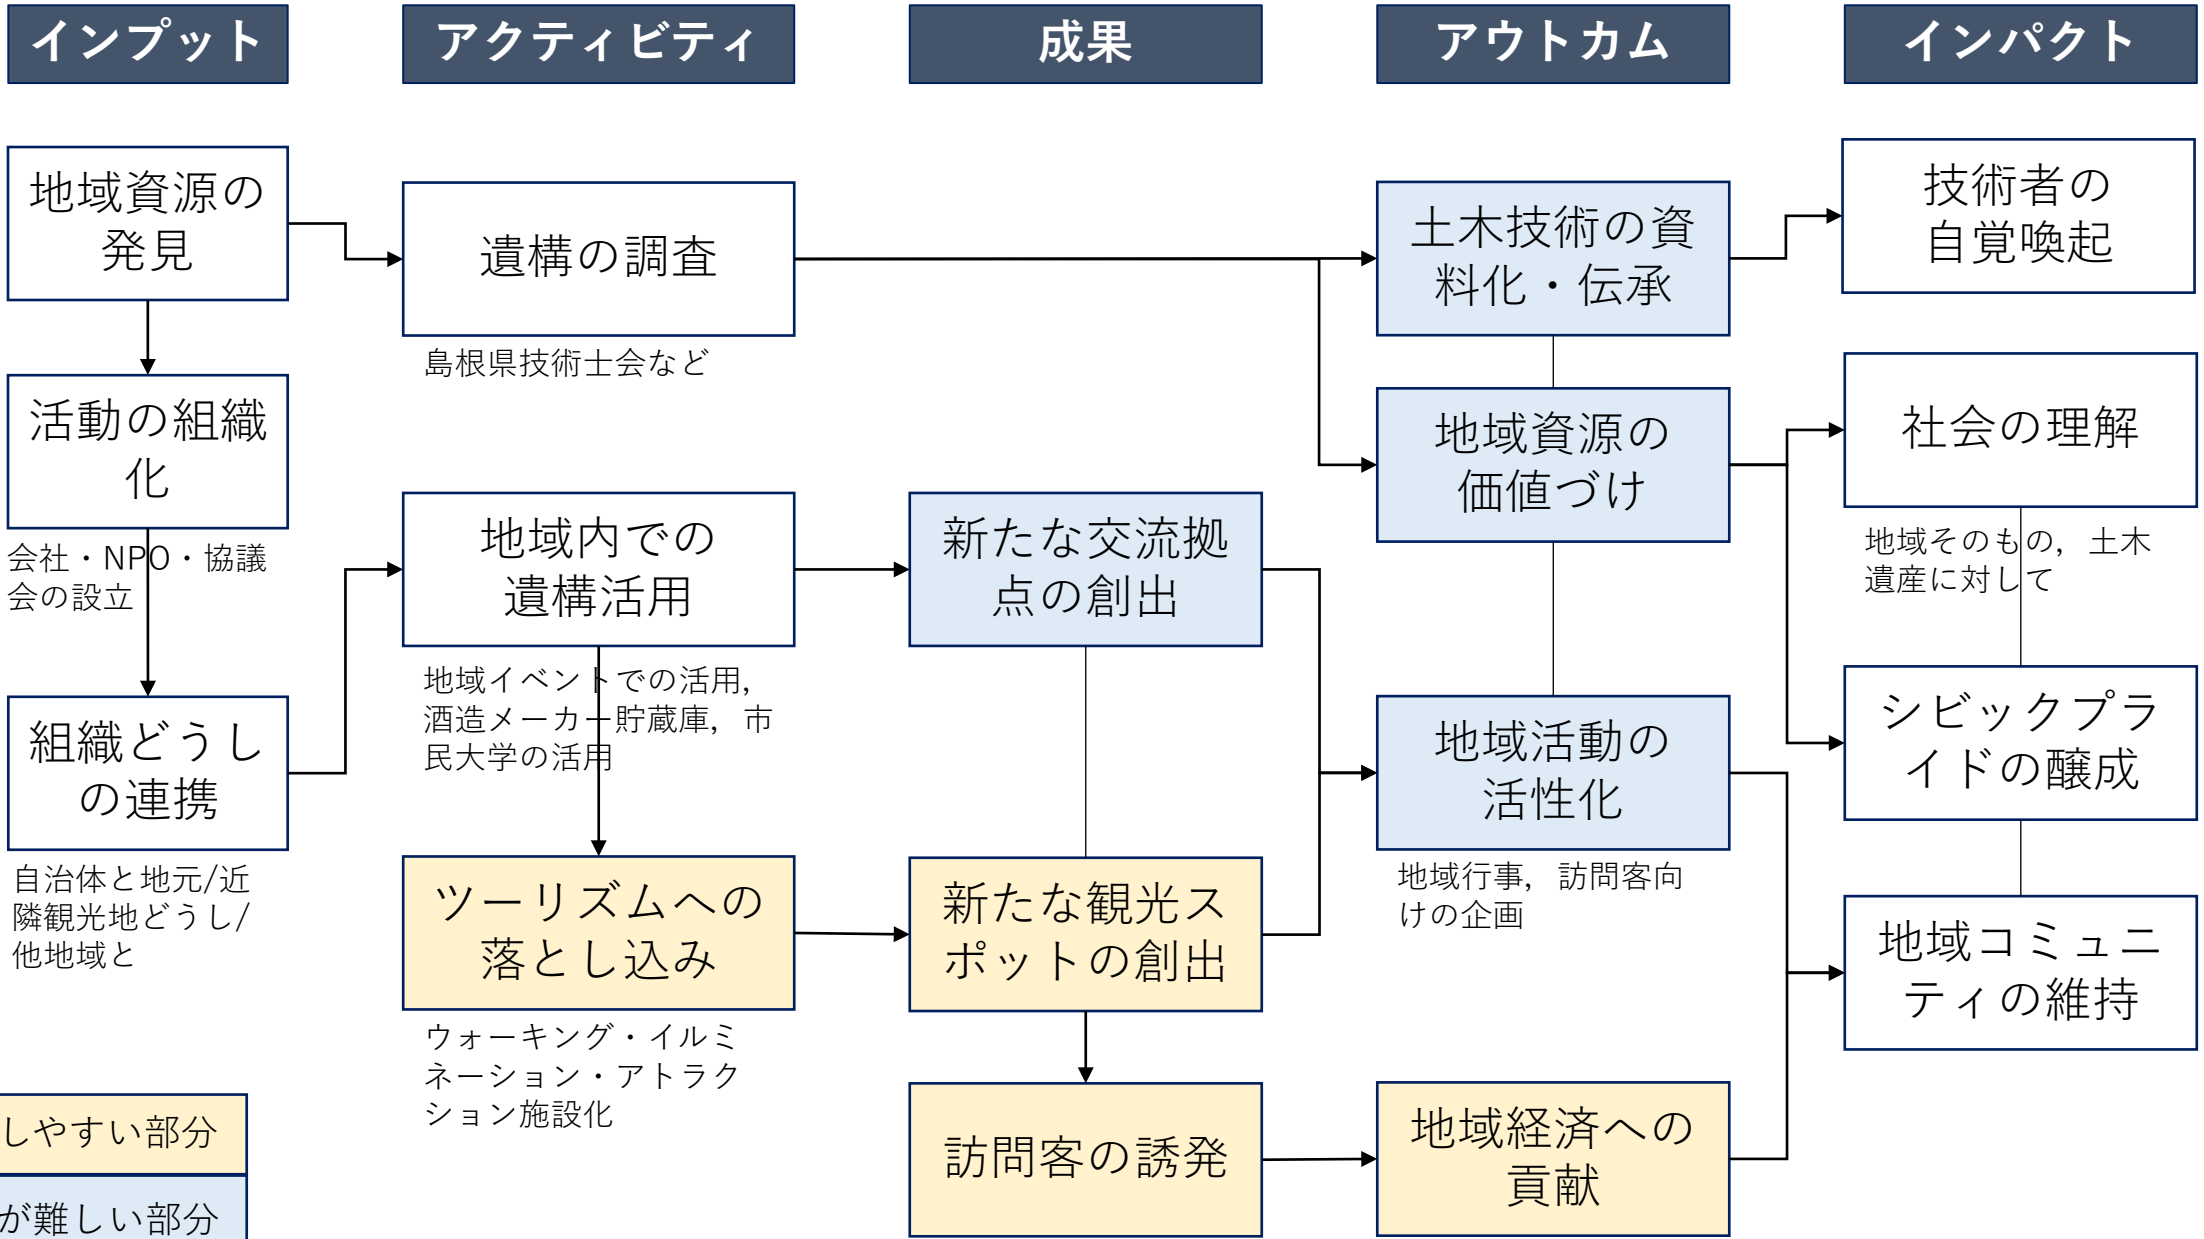 インプット
アクティビティ
成果
アウトカム
インパクト
地域資源の
発見
活動の組織
化
会社・NPO・協議
会の設立
組織どうし
の連携
自治体と地元/近
隣観光地どうし/
他地域と
遺構の調査
島根県技術士会など
地域内での
遺構活用
地域イベントでの活用，
酒造メーカー貯蔵庫，市
民大学の活用
ツーリズムへの
落とし込み
ウォーキング・イルミ
ネーション・アトラク
ション施設化
新たな交流拠
点の創出
新たな観光ス
ポットの創出
訪問客の誘発
土木技術の資
料化・伝承
地域資源の
価値づけ
地域活動の
活性化
地域行事，訪問客向
けの企画
地域経済への
貢献
技術者の
自覚喚起
社会の理解
地域そのもの，土木
遺産に対して
シビックプラ
イドの醸成
地域コミュニ
ティの維持
しやすい部分
が難しい部分